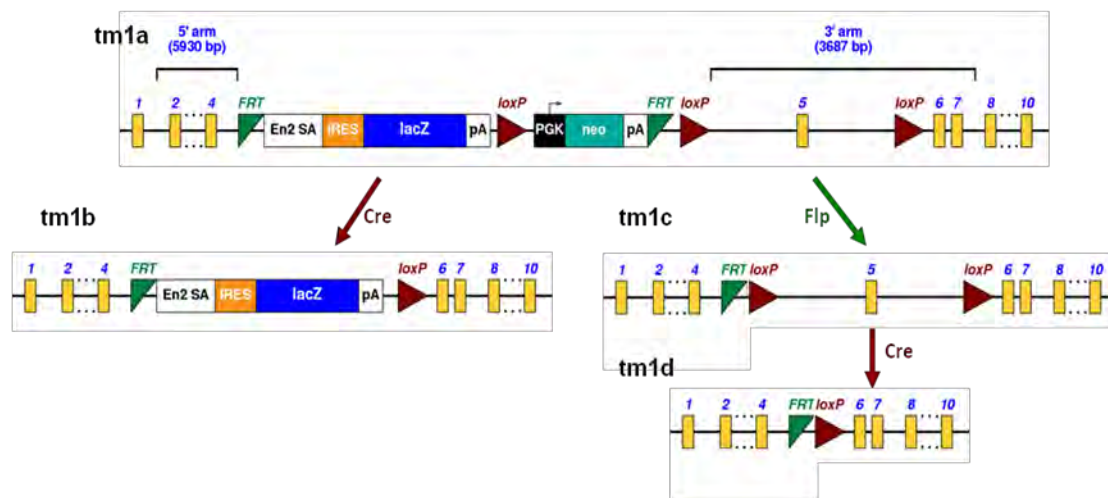 tm1a
5' arm
(5930 bp)
3' arm
(3687 bp)
1 2 4 FRT loxP FRT loxP 5 loxP 6 7 8 10
En2 SA IRES lacZ pA PGK neo pA
tm1b
Cre
tm1c
Flp
1 2 4 FRT loxP 6 7 8 10
En2 SA IRES lacZ pA
1 2 4 FRT loxP 5 loxP 6 7 8 10
Cre
tm1d
1 2 4 FRT loxP 6 7 8 10